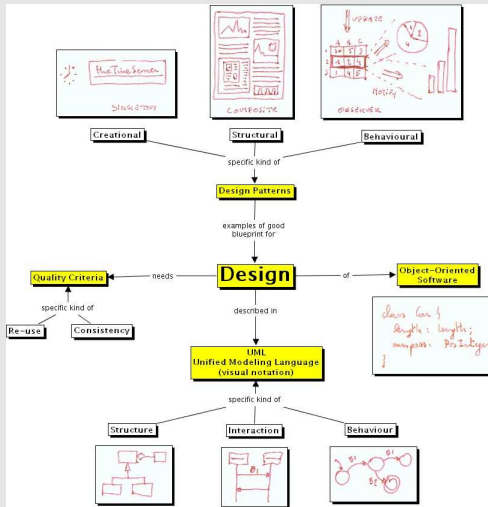 UPDATE
NOTIFY
SINGLETON
COMPOSITE
OBSERVER
Creational
Structural
Behavioural
specific kind of
Design Patterns
examples of good
blueprint for
Quality Criteria
needs
Design
of
Object-Oriented
Software
specific kind of
Re-use
Consistency
described in
class Car {
length: length;
}
UML
Unified Modeling Language
(visual notation)
specific kind of
Structure
Interaction
Behaviour